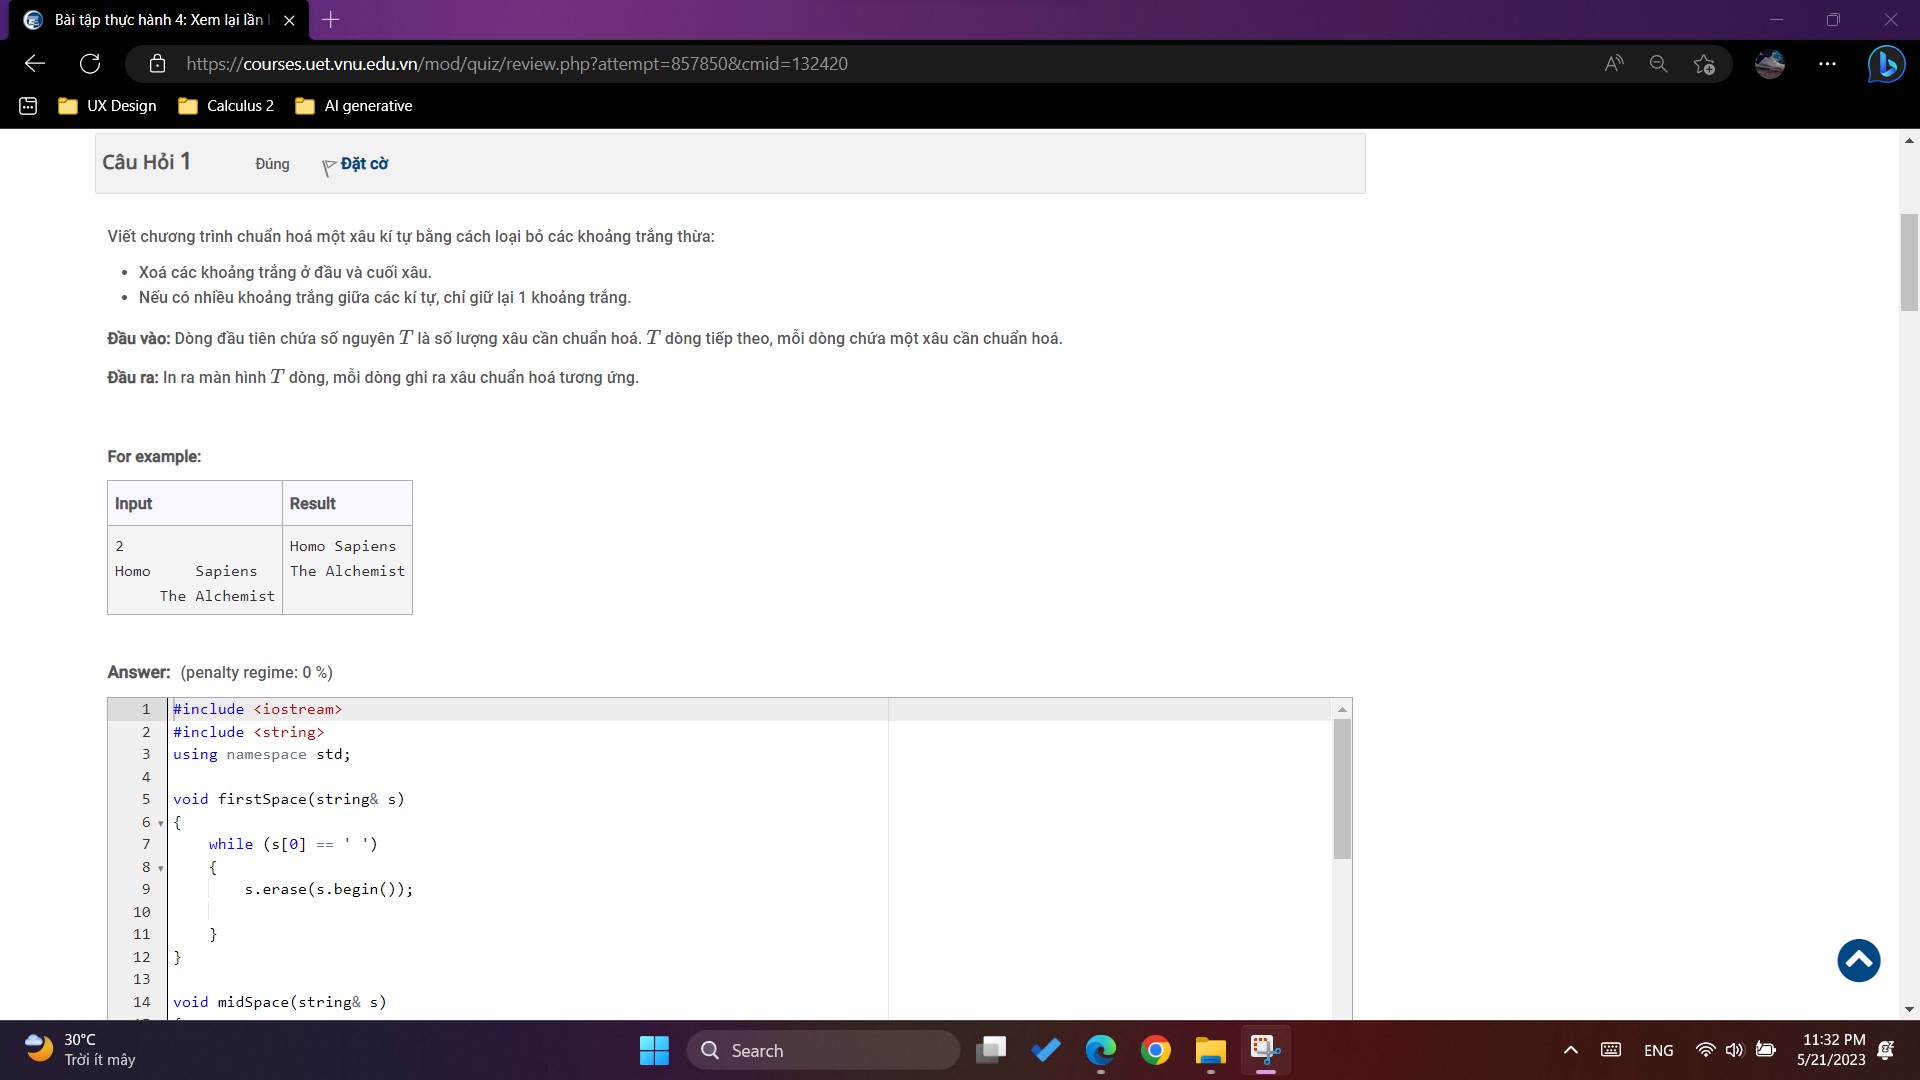 Bài tập thực hành 4: Xem lại lần
https://courses.uet.vnu.edu.vn/mod/quiz/review.php?attempt=857850&cmid=132420
UX Design Calculus 2 AI generative
Câu Hỏi 1 Đúng Đặt cờ
Viết chương trình chuẩn hoá một xâu kí tự bằng cách loại bỏ các khoảng trắng thừa:
• Xoá các khoảng trắng ở đầu và cuối xâu.
• Nếu có nhiều khoảng trắng giữa các kí tự, chỉ giữ lại 1 khoảng trắng.
Đầu vào: Dòng đầu tiên chứa số nguyên T là số lượng xâu cần chuẩn hoá. T dòng tiếp theo, mỗi dòng chứa một xâu cần chuẩn hoá.
Đầu ra: In ra màn hình T dòng, mỗi dòng ghi ra xâu chuẩn hoá tương ứng.
For example:
Input Result
2 Homo Sapiens
Homo     Sapiens The Alchemist
     The Alchemist
Answer: (penalty regime: 0 %)
1 #include <iostream>
2 #include <string>
3 using namespace std;
4
5 void firstSpace(string& s)
6 {
7     while (s[0] == ' ')
8     {
9         s.erase(s.begin());
10
11     }
12 }
13
14 void midSpace(string& s)
30°C
Trời ít mây
Search
ENG
11:32 PM
5/21/2023